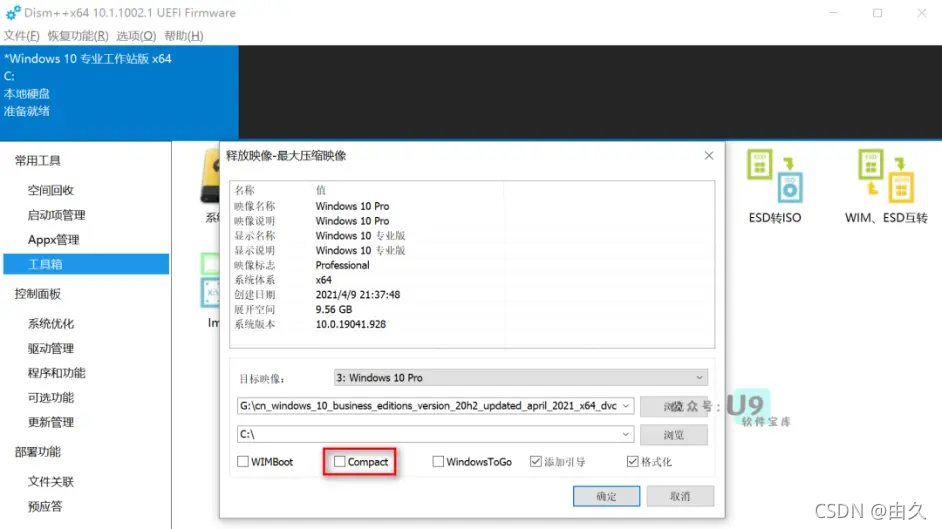 Dism++x64 10.1.1002.1 UEFI Firmware
文件(F) 恢复功能(R) 选项(O) 帮助(H)
*Windows 10 专业工作站版 x64
C:
本地硬盘
准备就绪
常用工具
空间回收
启动项管理
Appx管理
工具箱
控制面板
系统优化
驱动管理
程序和功能
可选功能
更新管理
部署功能
文件关联
预应答
释放映像-最大压缩映像
名称 值
映像名称 Windows 10 Pro
映像说明 Windows 10 Pro
显示名称 Windows 10 专业版
显示说明 Windows 10 专业版
映像标志 Professional
系统体系 x64
创建日期 2021/4/9 21:37:48
展开空间 9.56 GB
系统版本 10.0.19041.928
目标映像: 3: Windows 10 Pro
G:\cn_windows_10_business_editions_version_20h2_updated_april_2021_x64_dvc
C:\ 浏览
WIMBoot Compact WindowsToGo 添加引导 格式化
确定 取消
ESD转ISO WIM、ESD互转
众号: U9
软件宝库
CSDN @由久